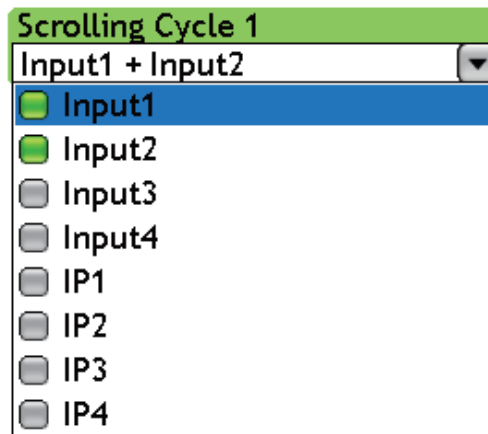 Scrolling Cycle 1
Input1 + Input2
Input1
Input2
Input3
Input4
IP1
IP2
IP3
IP4